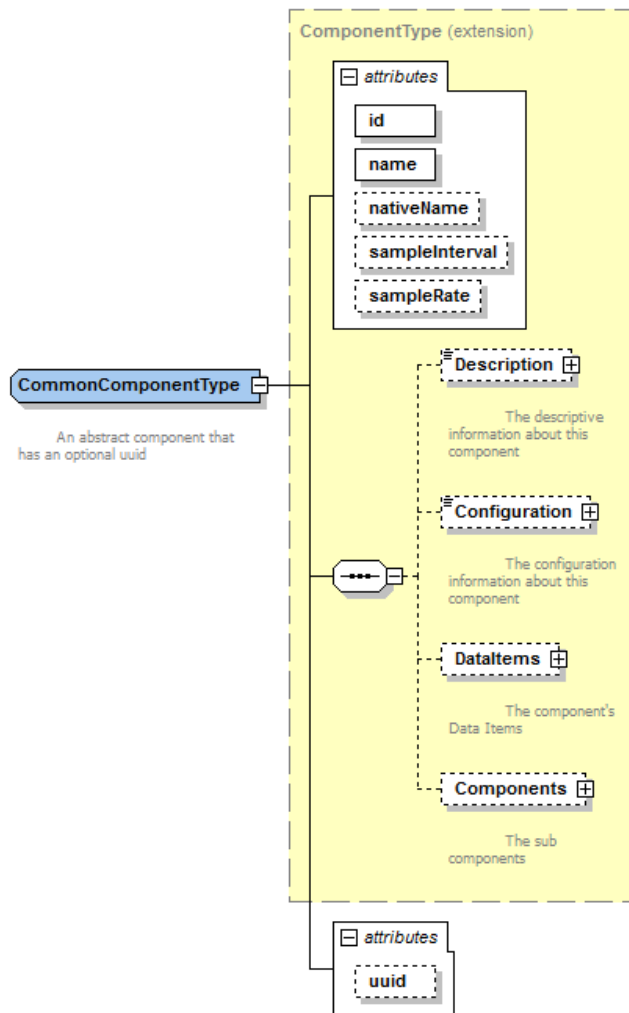 ComponentType (extension)
attributes
id
name
nativeName
sampleInterval
sampleRate
CommonComponentType
An abstract component that
has an optional uuid
Description
The descriptive
information about this
component
Configuration
The configuration
information about this
component
DataItems
The component's
Data Items
Components
The sub
components
attributes
uuid